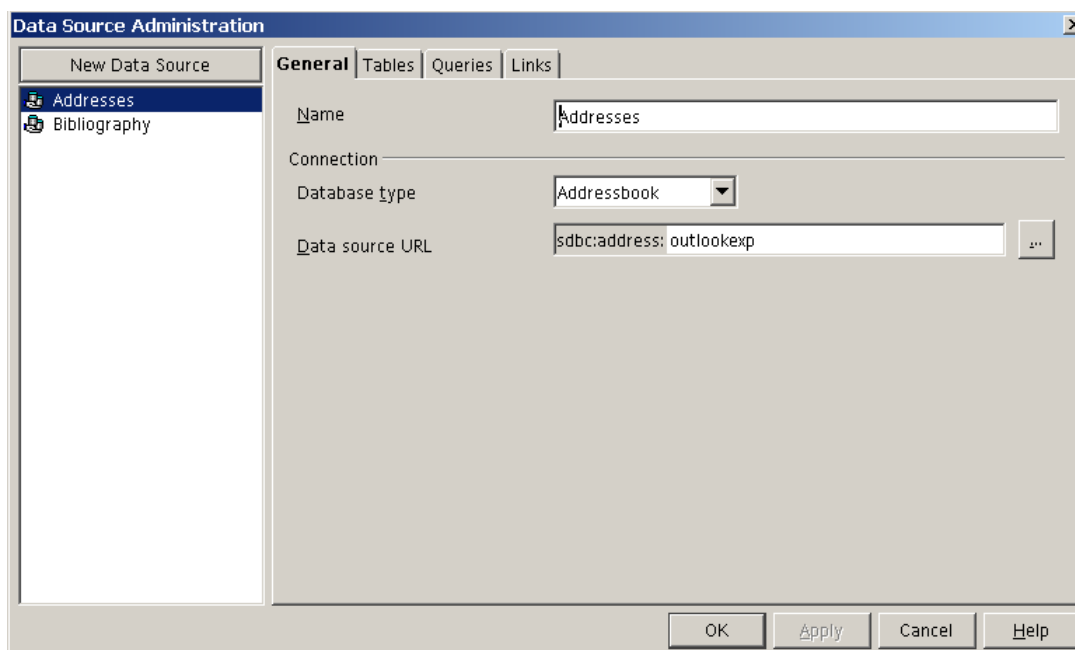 Data Source Administration
New Data Source
Addresses
Bibliography
General Tables Queries Links
Name Addresses
Connection
Database type Addressbook
Data source URL sdbc:address: outlookexp ...
OK Apply Cancel Help